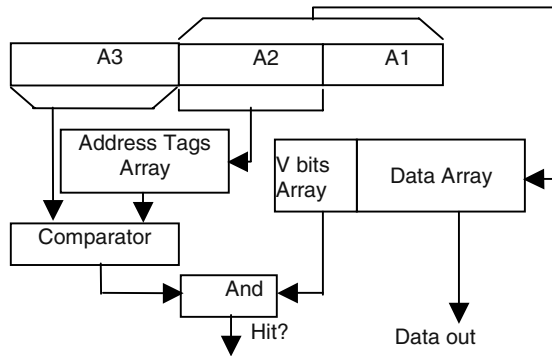 A3 A2 A1
Address Tags
Array
V bits
Array
Data Array
Comparator
And
Hit?
Data out